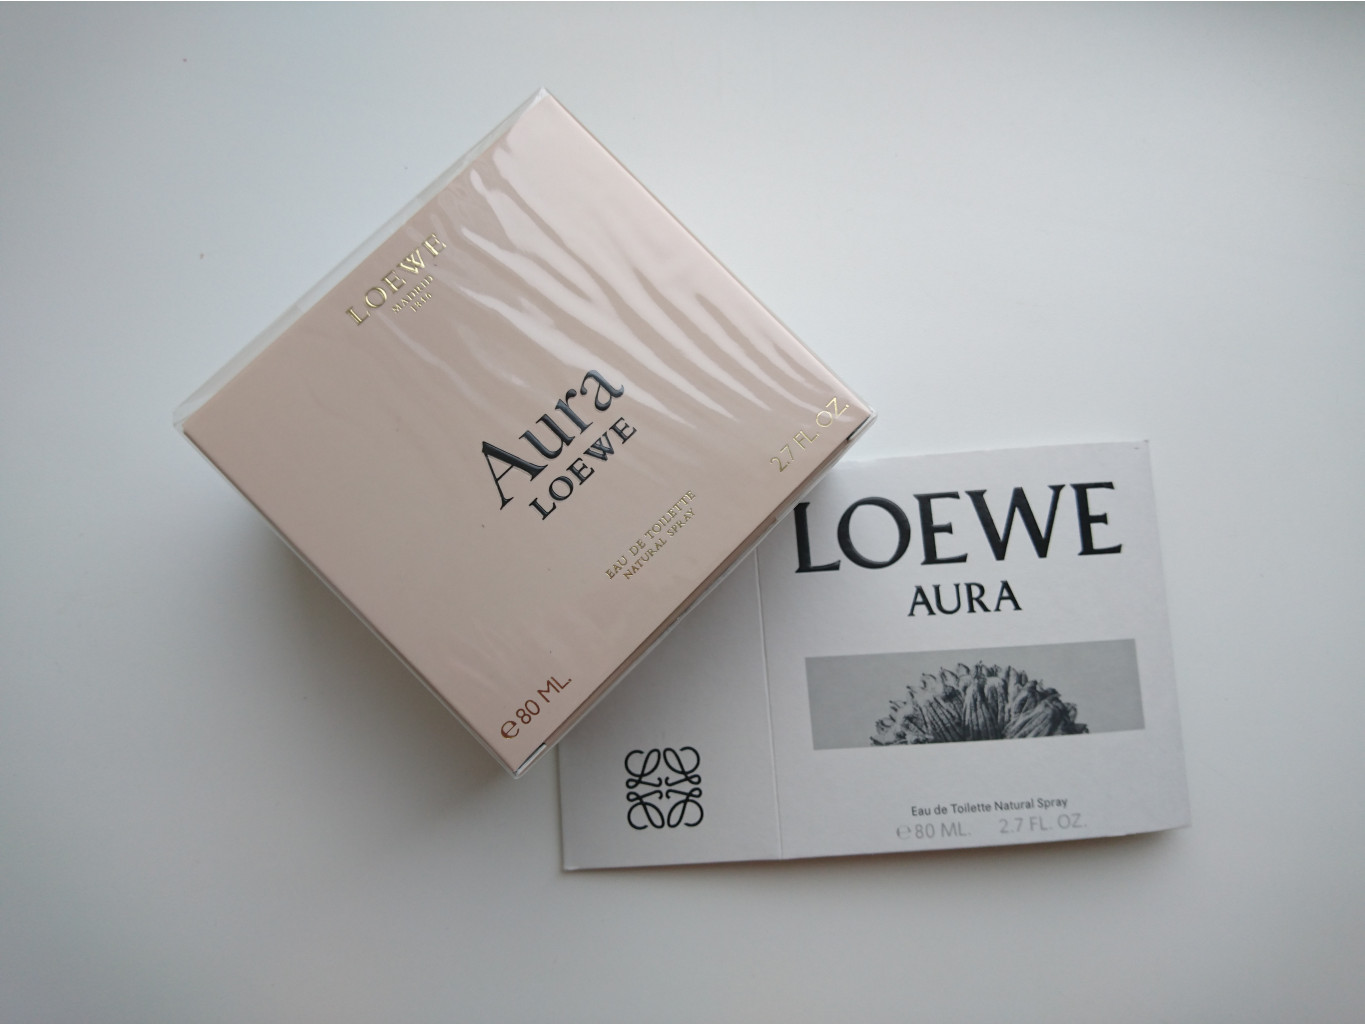 LOEWE
MADRID
1846
Aura
LOEWE
EAU DE TOILETTE
NATURAL SPRAY
2.7 FL. OZ.
℮80 ML.
LOEWE
AURA
Eau de Toilette Natural Spray
℮80 ML. 2.7 FL. OZ.